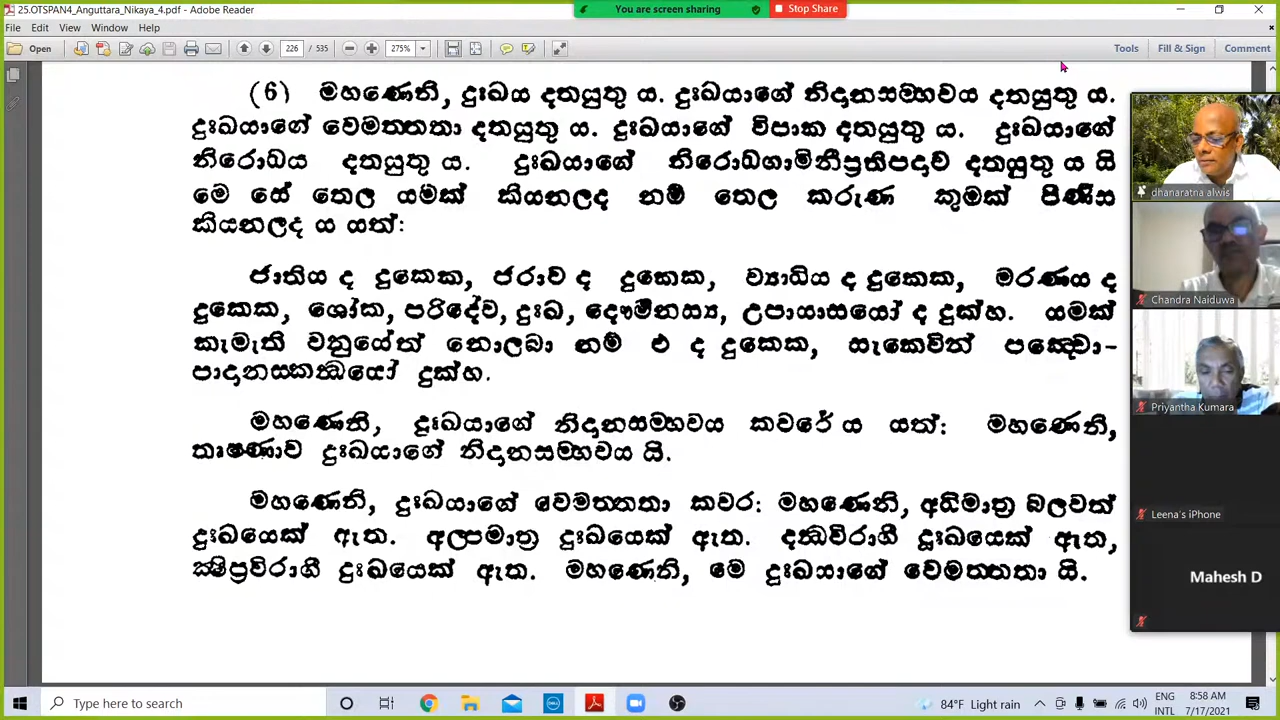 25.OTSPAN4_Anguttara_Nikaya_4.pdf - Adobe Reader
You are screen sharing
Stop Share
File Edit View Window Help
Open 226 / 535 275% Tools Fill & Sign Comment
(6) මහණෙනි, දුඃඛය දතයුතු ය. දුඃඛයාගේ නිදානසම්භවය දතයුතු ය.
දුඃඛයාගේ වෙමත්තතා දතයුතු ය. දුඃඛයාගේ විපාක දතයුතු ය. දුඃඛයාගේ
නිරොධය දතයුතු ය. දුඃඛයාගේ නිරොධගාමිනීප්‍රතිපදාව දතයුතු ය යි
මෙ සේ තෙල යමක් කියනලද නම් තෙල කරුණ කුමක් පිණිස
කියනලද ය යත්:
ජාතිය ද දුකෙක, ජරාව ද දුකෙක, ව්‍යාධිය ද දුකෙක, මරණය ද
දුකෙක, ශෝක, පරිදේව, දුඃඛ, දෞර්මනස්‍ය, උපායාසයෝ ද දුක්හ. යමක්
කැමැති වනුයේත් නොලබා නම් එ ද දුකෙක, සැකෙවින් පඤ්චො-
පාදානස්කන්‍ධයෝ දුක්හ.
මහණෙනි, දුඃඛයාගේ නිදානසම්භවය කවරේ ය යත්: මහණෙනි,
තෘෂ්ණාව දුඃඛයාගේ නිදානසම්භවය යි.
මහණෙනි, දුඃඛයාගේ වෙමත්තතා කවර: මහණෙනි, අධිමාත්‍ර බලවත්
දුඃඛයෙක් ඇත. අල්පමාත්‍ර දුඃඛයෙක් ඇත. දන්‍ධවිරාගී දූඃඛයෙක් ඇත,
ක්‍ෂිප්‍රවිරාගී දුඃඛයෙක් ඇත. මහණෙනි, මෙ දූඃඛයාගේ වෙමත්තතා යි.
dhanaratna alwis
Chandra Naiduwa
Priyantha Kumara
Leena's iPhone
Mahesh D
Type here to search
DELL
84°F Light rain
ENG
INTL
8:58 AM
7/17/2021